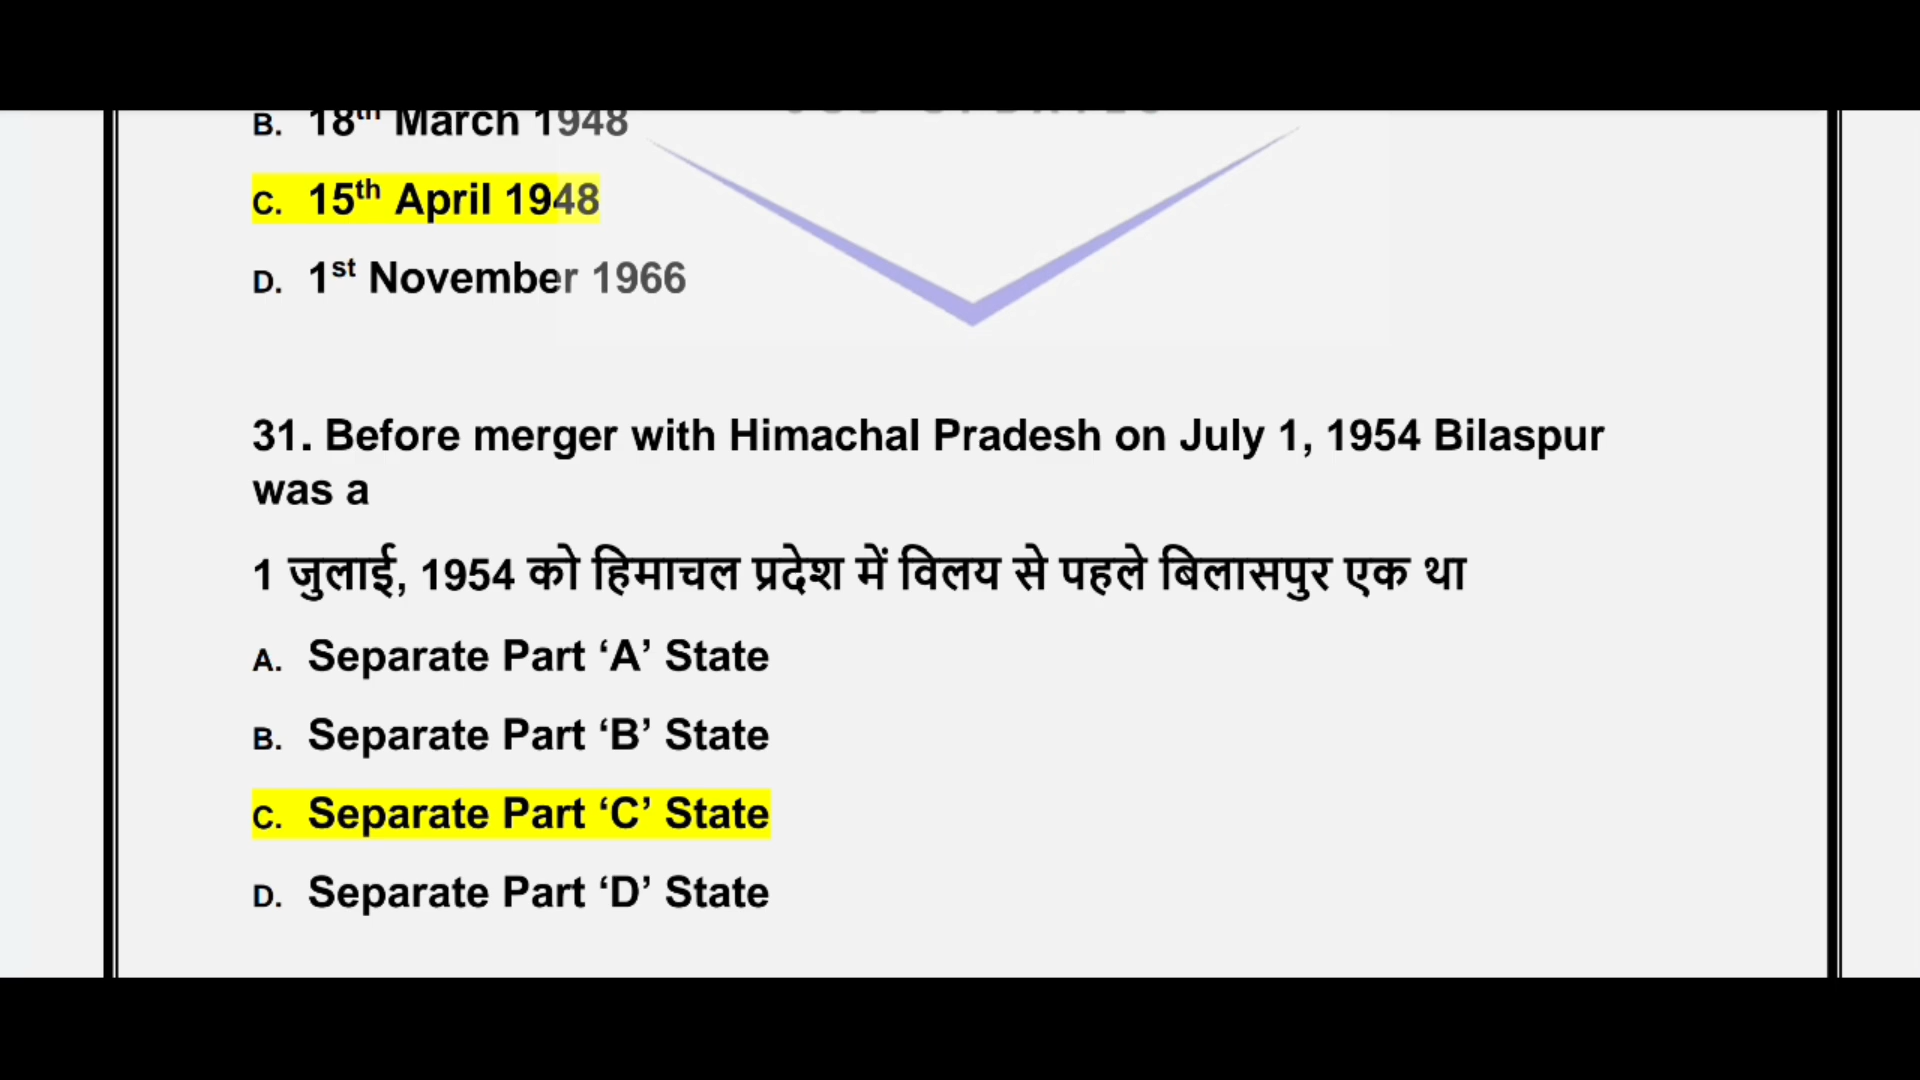 B. 18th March 1948
C. 15th April 1948
D. 1st November 1966
31. Before merger with Himachal Pradesh on July 1, 1954 Bilaspur
was a
1 जुलाई, 1954 को हिमाचल प्रदेश में विलय से पहले बिलासपुर एक था
A. Separate Part ‘A’ State
B. Separate Part ‘B’ State
C. Separate Part ‘C’ State
D. Separate Part ‘D’ State